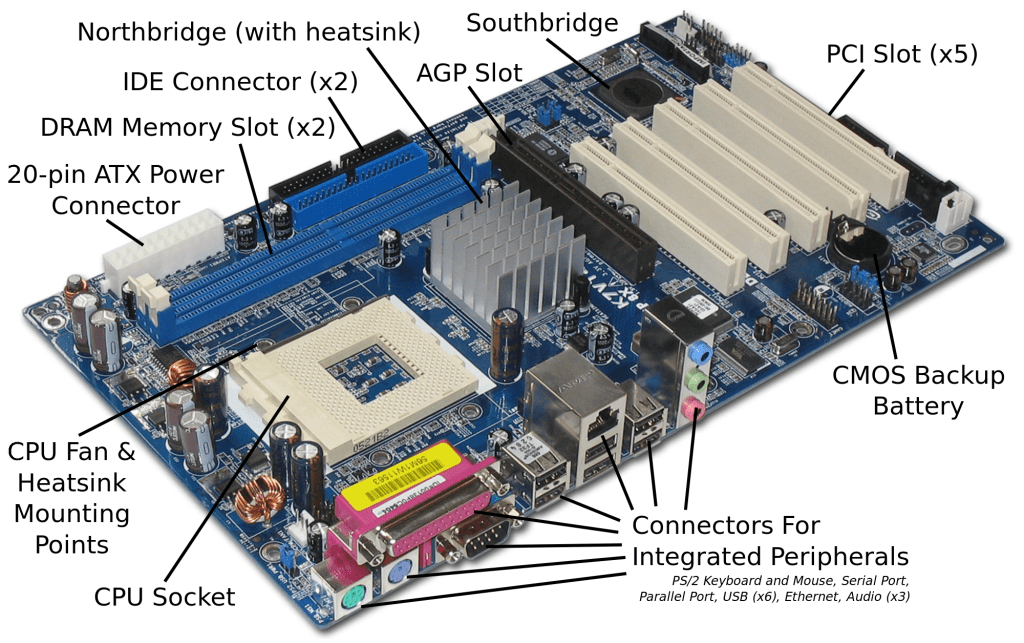 Southbridge
Northbridge (with heatsink)
PCI Slot (x5)
AGP Slot
IDE Connector (x2)
DRAM Memory Slot (x2)
20-pin ATX Power
Connector
K7V
CMOS Backup
Battery
CPU Fan &
Heatsink
Mounting
Points
Connectors For
Integrated Peripherals
PS/2 Keyboard and Mouse, Serial Port,
Parallel Port, USB (x6), Ethernet, Audio (x3)
CPU Socket